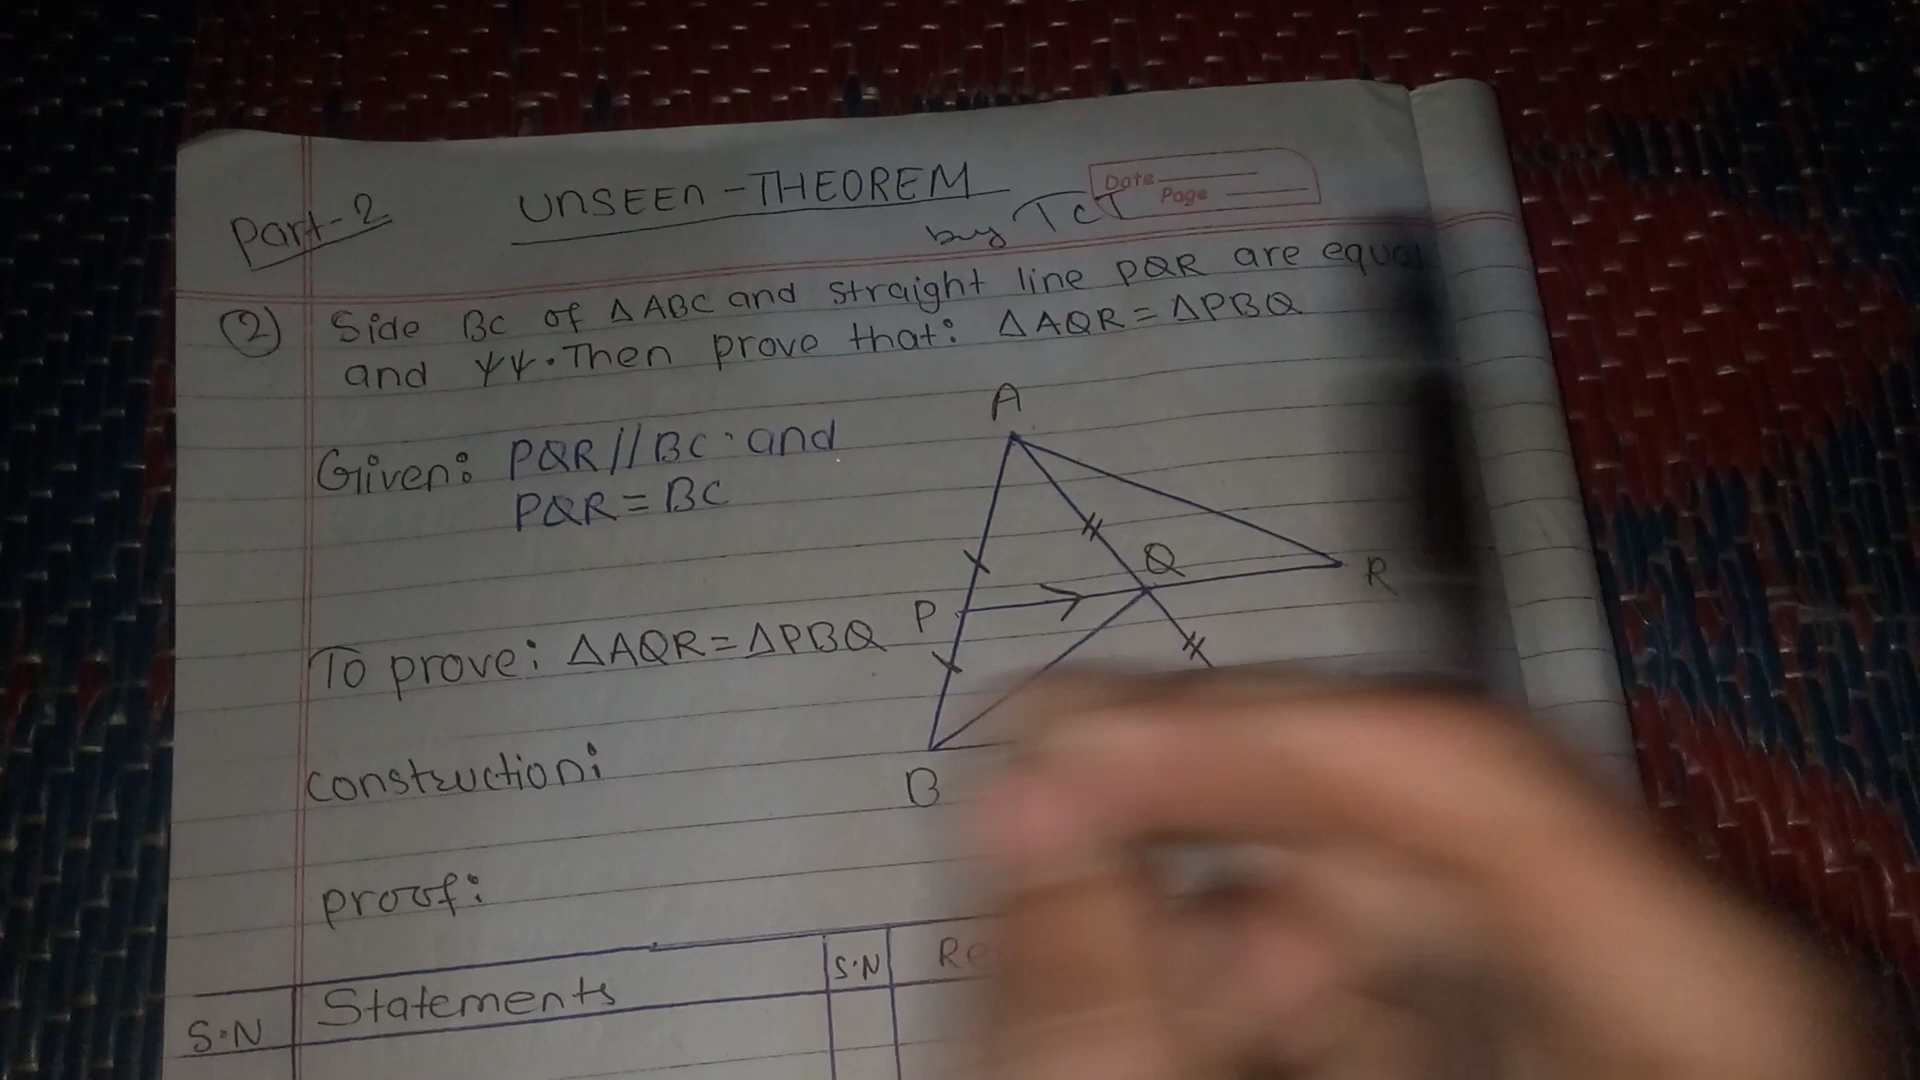 Part-2
UNSEEN-THEOREM
by TCT
Date
Page
② Side BC of ΔABC and straight line PQR are equal
and ॥॥. Then prove that: ΔAQR = ΔPBQ
Given: PQR//BC and
PQR = BC
To prove: ΔAQR = ΔPBQ
construction:
proof:
A
P
Q
R
B
S.N Statements S.N Re